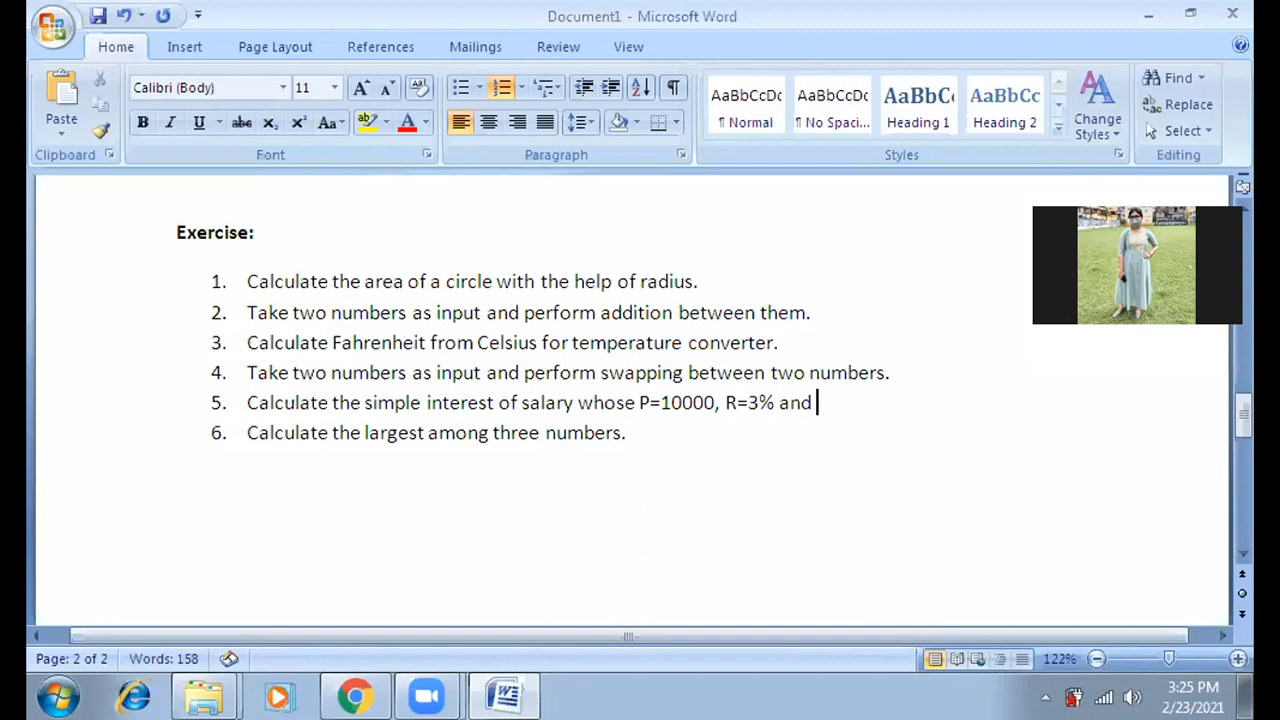 Document1 - Microsoft Word
Home Insert Page Layout References Mailings Review View
Paste
Calibri (Body) 11
B I U abc X₂ X² Aa
ab A
AaBbCcDc AaBbCcDc AaBbC AaBbCc
¶ Normal ¶ No Spaci... Heading 1 Heading 2
Change
Styles
Find
Replace
Select
Clipboard Font Paragraph Styles Editing
Exercise:
1. Calculate the area of a circle with the help of radius.
2. Take two numbers as input and perform addition between them.
3. Calculate Fahrenheit from Celsius for temperature converter.
4. Take two numbers as input and perform swapping between two numbers.
5. Calculate the simple interest of salary whose P=10000, R=3% and
6. Calculate the largest among three numbers.
Page: 2 of 2 Words: 158 122%
3:25 PM
2/23/2021